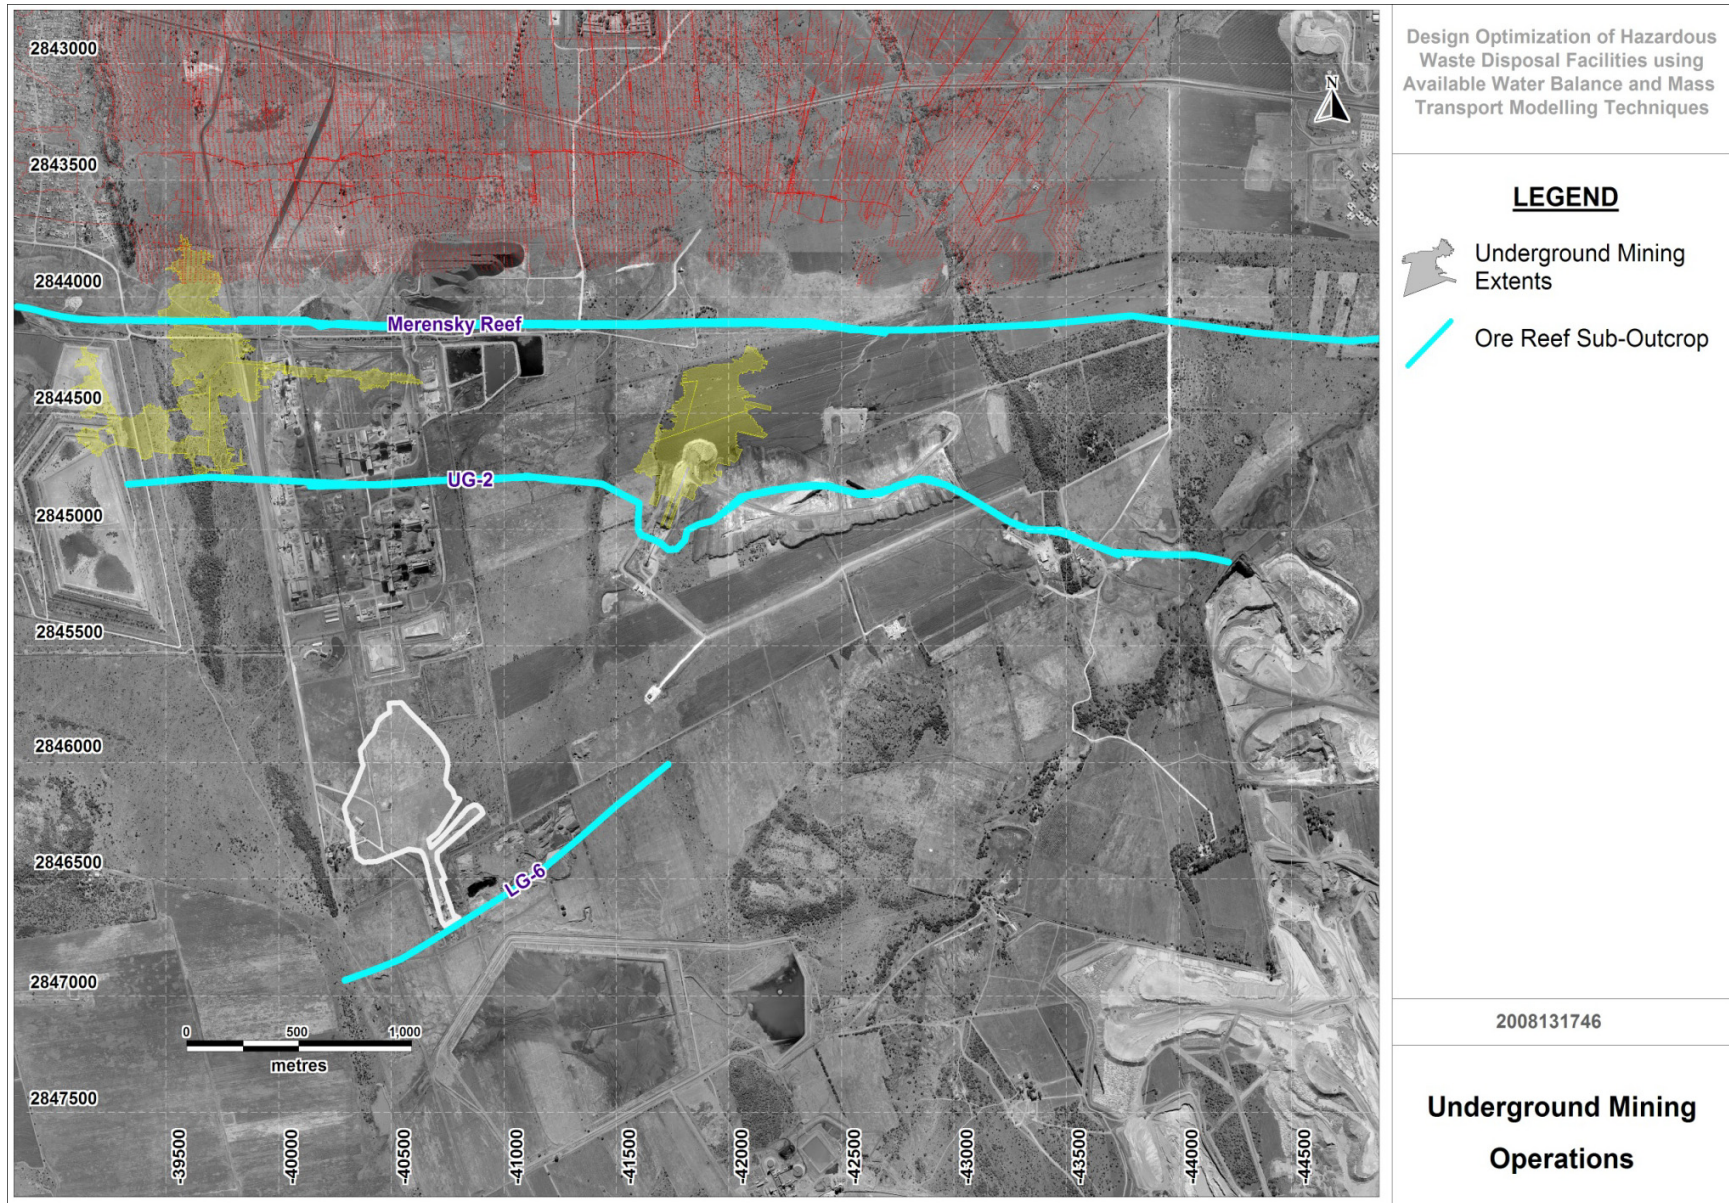 Design Optimization of Hazardous
Waste Disposal Facilities using
Available Water Balance and Mass
Transport Modelling Techniques
LEGEND
Underground Mining
Extents
Ore Reef Sub-Outcrop
2008131746
Underground Mining
Operations
N
2843000
2843500
2844000
2844500
2845000
2845500
2846000
2846500
2847000
2847500
Merensky Reef
UG-2
LG-6
0 500 1,000
metres
-39500
-40000
-40500
-41000
-41500
-42000
-42500
-43000
-43500
-44000
-44500